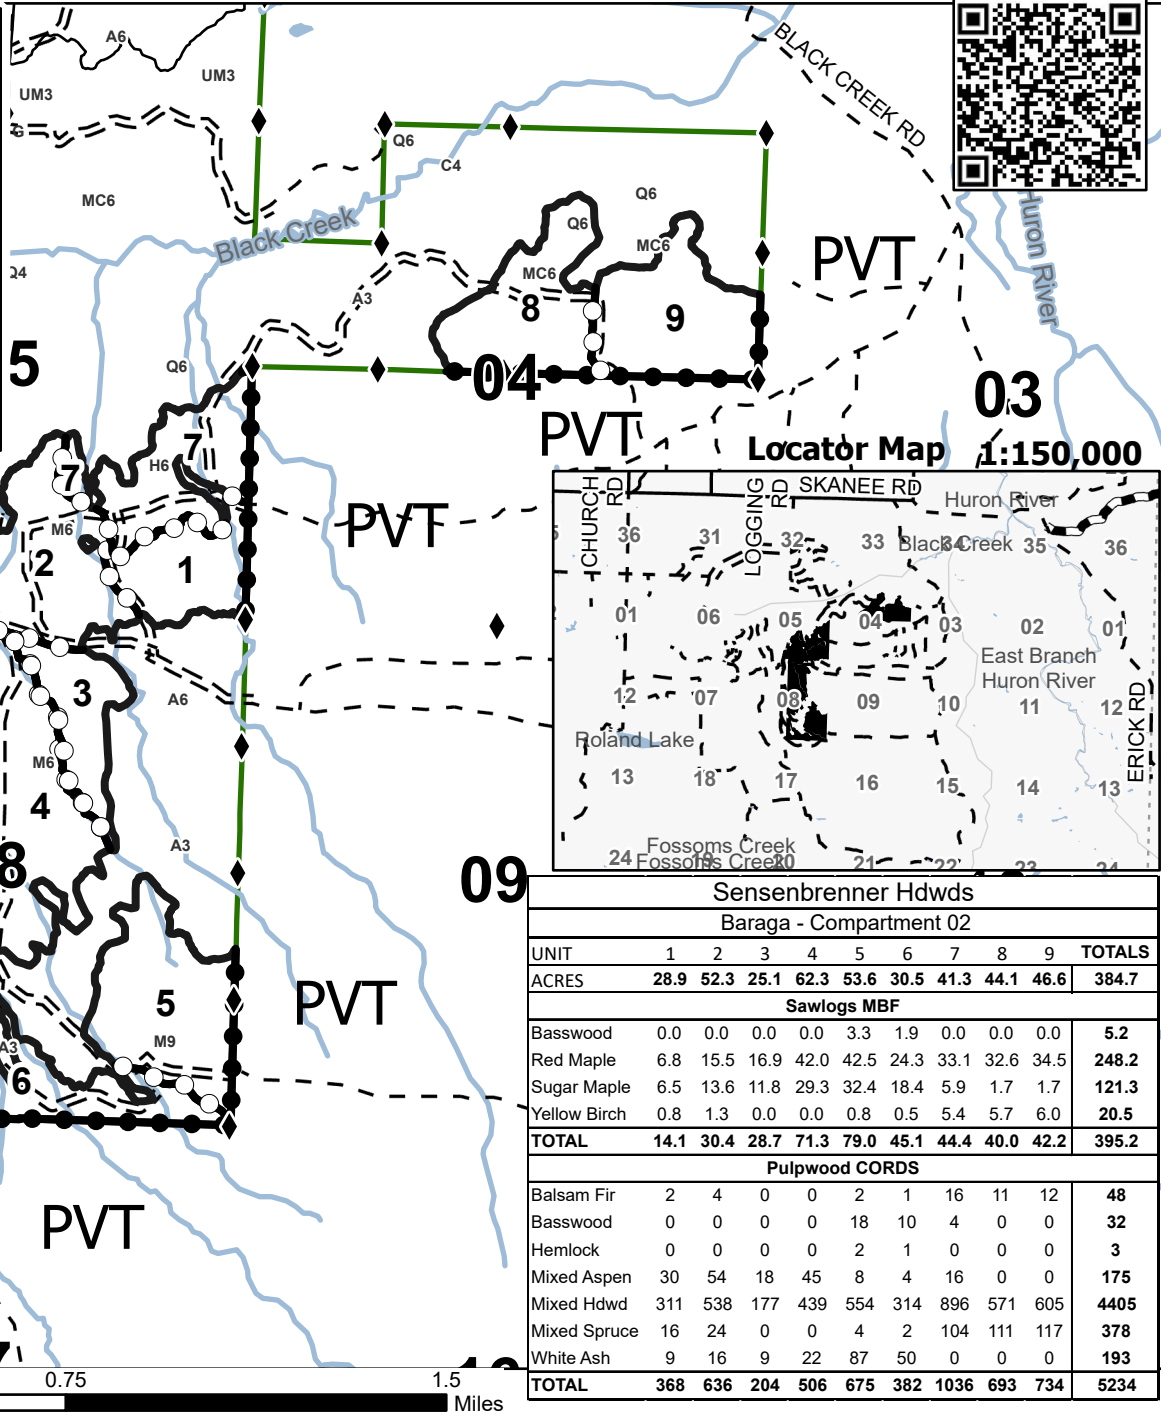 A6
UM3
UM3
G
MC6
Q4
BLACK CREEK RD
Q6
C4
Q6
Q6
MC6
MC6
Black Creek
PVT
Huron River
A3
8
9
5
Q6
04
03
PVT
7
H6
7
M6
PVT
2
1
3
A6
M6
4
A3
8
09
PVT
5
M9
A3
6
PVT
Locator Map 1:150,000
CHURCH RD
LOGGING RD
SKANEE RD
Huron River
36 31 32 33 Black Creek 34 35 36
01 06 05 04 03 02 01
East Branch
Huron River
12 07 08 09 10 11 12
ERICK RD
Roland Lake
13 18 17 16 15 14 13
Fossoms Creek
24 Fossoms Creek 19 20 21 22 23 24
Sensenbrenner Hdwds
Baraga - Compartment 02
UNIT 1 2 3 4 5 6 7 8 9 TOTALS
ACRES 28.9 52.3 25.1 62.3 53.6 30.5 41.3 44.1 46.6 384.7
Sawlogs MBF
Basswood 0.0 0.0 0.0 0.0 3.3 1.9 0.0 0.0 0.0 5.2
Red Maple 6.8 15.5 16.9 42.0 42.5 24.3 33.1 32.6 34.5 248.2
Sugar Maple 6.5 13.6 11.8 29.3 32.4 18.4 5.9 1.7 1.7 121.3
Yellow Birch 0.8 1.3 0.0 0.0 0.8 0.5 5.4 5.7 6.0 20.5
TOTAL 14.1 30.4 28.7 71.3 79.0 45.1 44.4 40.0 42.2 395.2
Pulpwood CORDS
Balsam Fir 2 4 0 0 2 1 16 11 12 48
Basswood 0 0 0 0 18 10 4 0 0 32
Hemlock 0 0 0 0 2 1 0 0 0 3
Mixed Aspen 30 54 18 45 8 4 16 0 0 175
Mixed Hdwd 311 538 177 439 554 314 896 571 605 4405
Mixed Spruce 16 24 0 0 4 2 104 111 117 378
White Ash 9 16 9 22 87 50 0 0 0 193
TOTAL 368 636 204 506 675 382 1036 693 734 5234
0.75 1.5
Miles